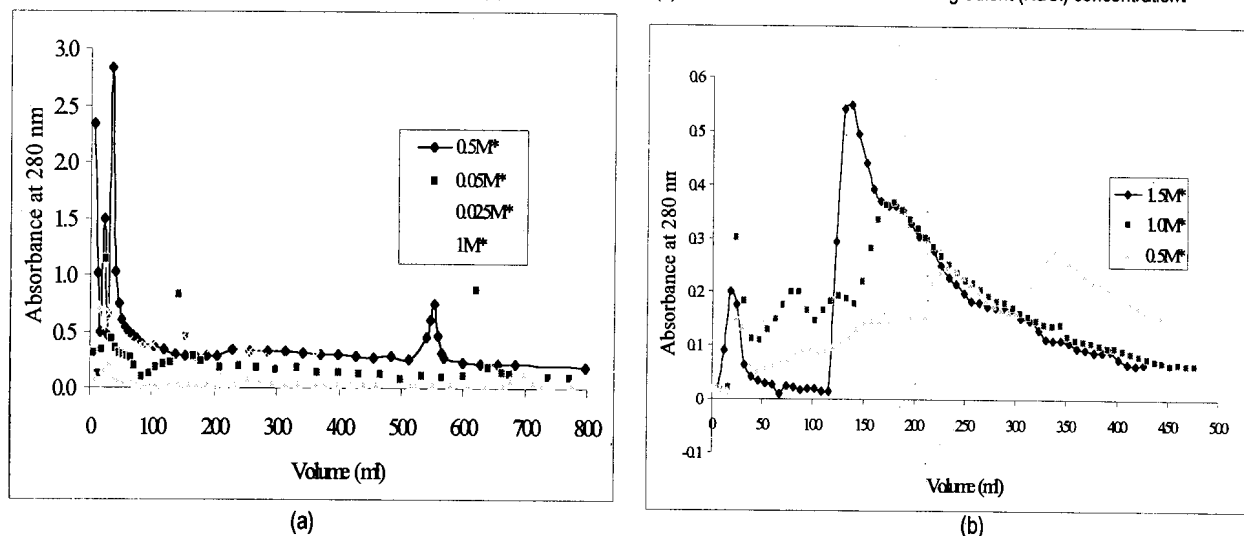 (NaCl) concentration.
3.0
2.5
2.0
1.5
1.0
0.5
0.0
Absorbance at 280 nm
0 100 200 300 400 500 600 700 800
Volume (ml)
0.5M*
0.05M*
0.025M*
1M*
(a)
0.6
0.5
0.4
0.3
0.2
0.1
0
-0.1
Absorbance at 280 nm
0 50 100 150 200 250 300 350 400 450 500
Volume (ml)
1.5M*
1.0M*
0.5M*
(b)